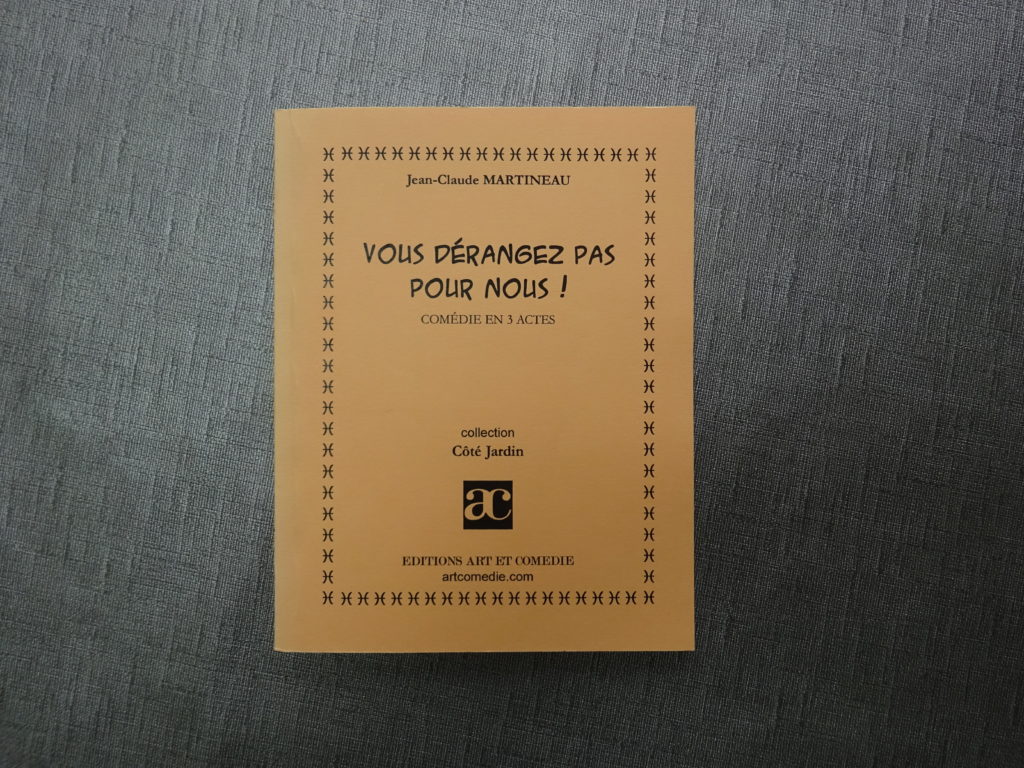 Jean-Claude MARTINEAU
VOUS DÉRANGEZ PAS
POUR NOUS !
COMÉDIE EN 3 ACTES
collection
Côté Jardin
ac
EDITIONS ART ET COMEDIE
artcomedie.com